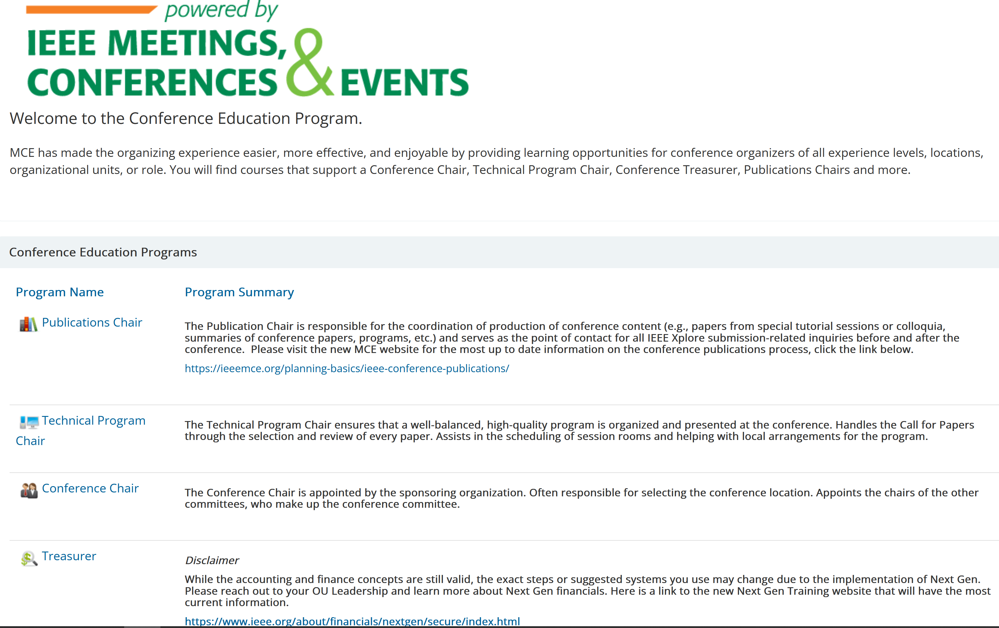 powered by
IEEE MEETINGS,
CONFERENCES & EVENTS
Welcome to the Conference Education Program.
MCE has made the organizing experience easier, more effective, and enjoyable by providing learning opportunities for conference organizers of all experience levels, locations,
organizational units, or role. You will find courses that support a Conference Chair, Technical Program Chair, Conference Treasurer, Publications Chairs and more.
Conference Education Programs
Program Name
Program Summary
Publications Chair
The Publication Chair is responsible for the coordination of production of conference content (e.g., papers from special tutorial sessions or colloquia,
summaries of conference papers, programs, etc.) and serves as the point of contact for all IEEE Xplore submission-related inquiries before and after the
conference.  Please visit the new MCE website for the most up to date information on the conference publications process, click the link below.
https://ieeemce.org/planning-basics/ieee-conference-publications/
Technical Program
Chair
The Technical Program Chair ensures that a well-balanced, high-quality program is organized and presented at the conference. Handles the Call for Papers
through the selection and review of every paper. Assists in the scheduling of session rooms and helping with local arrangements for the program.
Conference Chair
The Conference Chair is appointed by the sponsoring organization. Often responsible for selecting the conference location. Appoints the chairs of the other
committees, who make up the conference committee.
Treasurer
Disclaimer
While the accounting and finance concepts are still valid, the exact steps or suggested systems you use may change due to the implementation of Next Gen.
Please reach out to your OU Leadership and learn more about Next Gen financials. Here is a link to the new Next Gen Training website that will have the most
current information.
https://www.ieee.org/about/financials/nextgen/secure/index.html